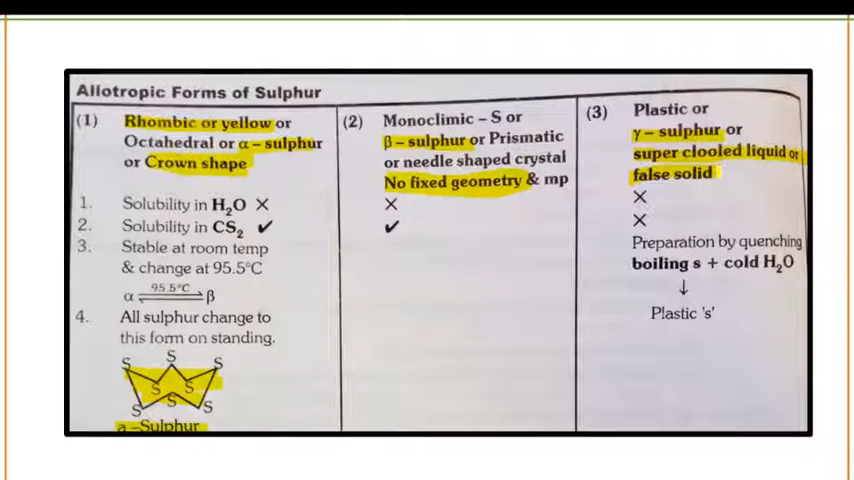 Allotropic Forms of Sulphur
(1) Rhombic or yellow or
Octahedral or α – sulphur
or Crown shape
1. Solubility in H₂O ✗
2. Solubility in CS₂ ✓
3. Stable at room temp
& change at 95.5°C
95.5°C
α ⇌ β
4. All sulphur change to
this form on standing.
S
S S
S S
S
S S
a –Sulphur
(2) Monoclimic – S or
β – sulphur or Prismatic
or needle shaped crystal
No fixed geometry & mp
✗
✓
(3) Plastic or
γ – sulphur or
super clooled liquid or
false solid
✗
✗
Preparation by quenching
boiling s + cold H₂O
↓
Plastic 's'